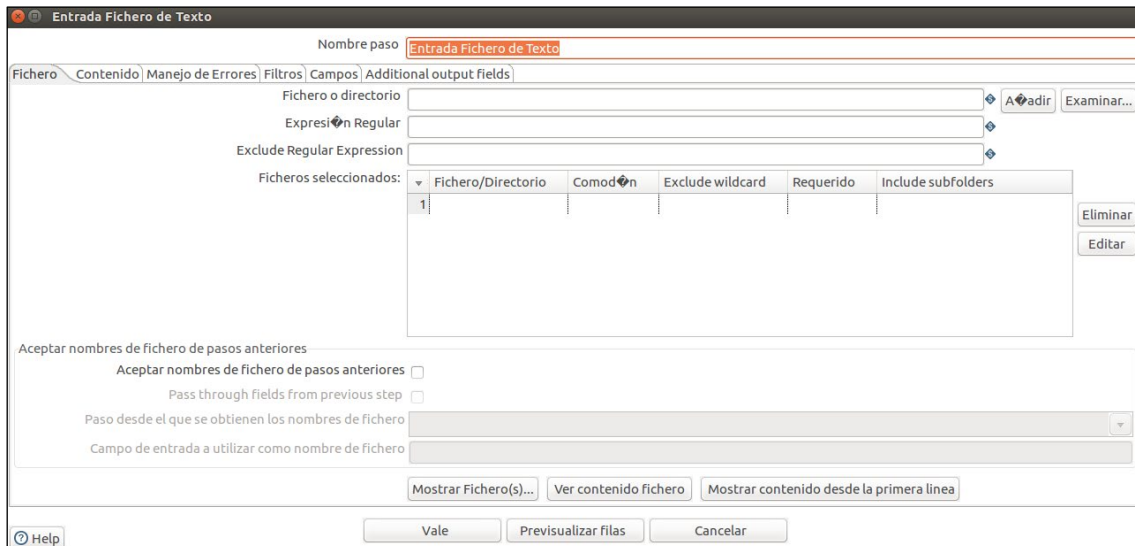 Entrada Fichero de Texto
Nombre paso Entrada Fichero de Texto
Fichero Contenido Manejo de Errores Filtros Campos Additional output fields
Fichero o directorio A�adir Examinar...
Expresi�n Regular
Exclude Regular Expression
Ficheros seleccionados: Fichero/Directorio Comod�n Exclude wildcard Requerido Include subfolders
1
Eliminar
Editar
Aceptar nombres de fichero de pasos anteriores
Aceptar nombres de fichero de pasos anteriores
Pass through fields from previous step
Paso desde el que se obtienen los nombres de fichero
Campo de entrada a utilizar como nombre de fichero
Mostrar Fichero(s)... Ver contenido fichero Mostrar contenido desde la primera linea
Help Vale Previsualizar filas Cancelar